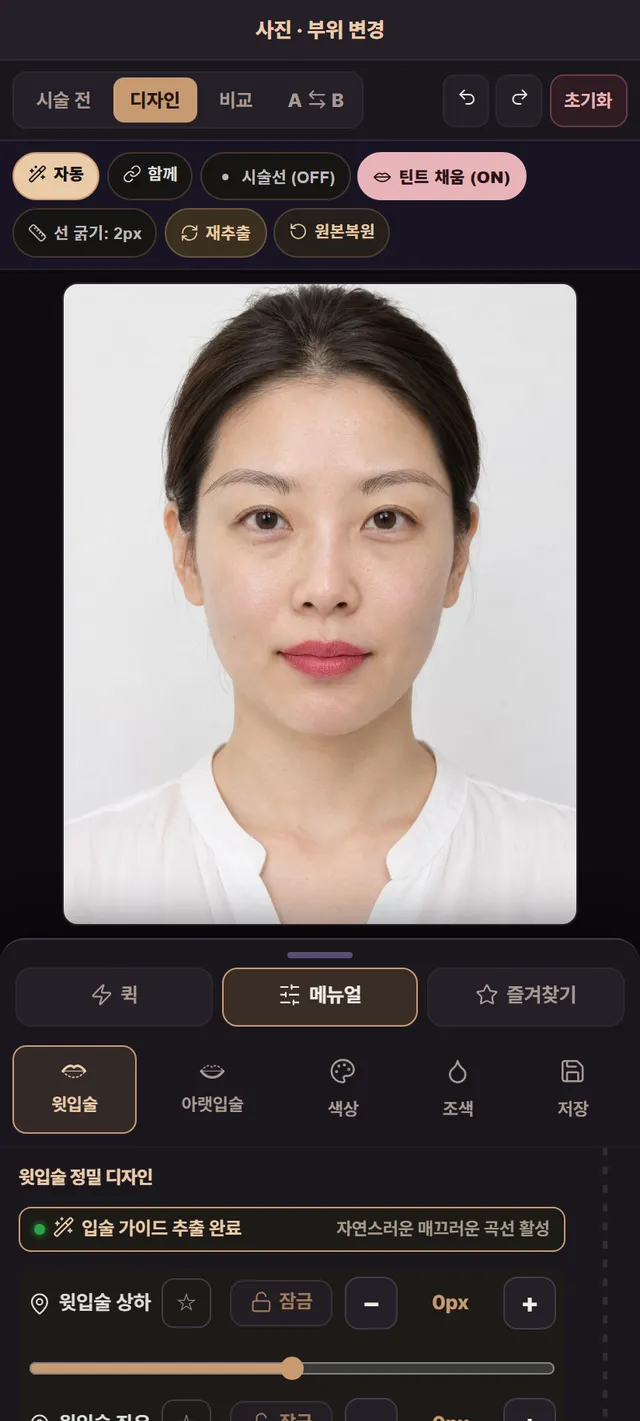 사진 · 부위 변경
시술 전 디자인 비교 A ⇆ B 초기화
자동 함께 시술선 (OFF) 틴트 채움 (ON)
선 굵기: 2px 재추출 원본복원
퀵 메뉴얼 즐겨찾기
윗입술 아랫입술 색상 조색 저장
윗입술 정밀 디자인
입술 가이드 추출 완료 자연스러운 매끄러운 곡선 활성
윗입술 상하 잠금 − 0px +